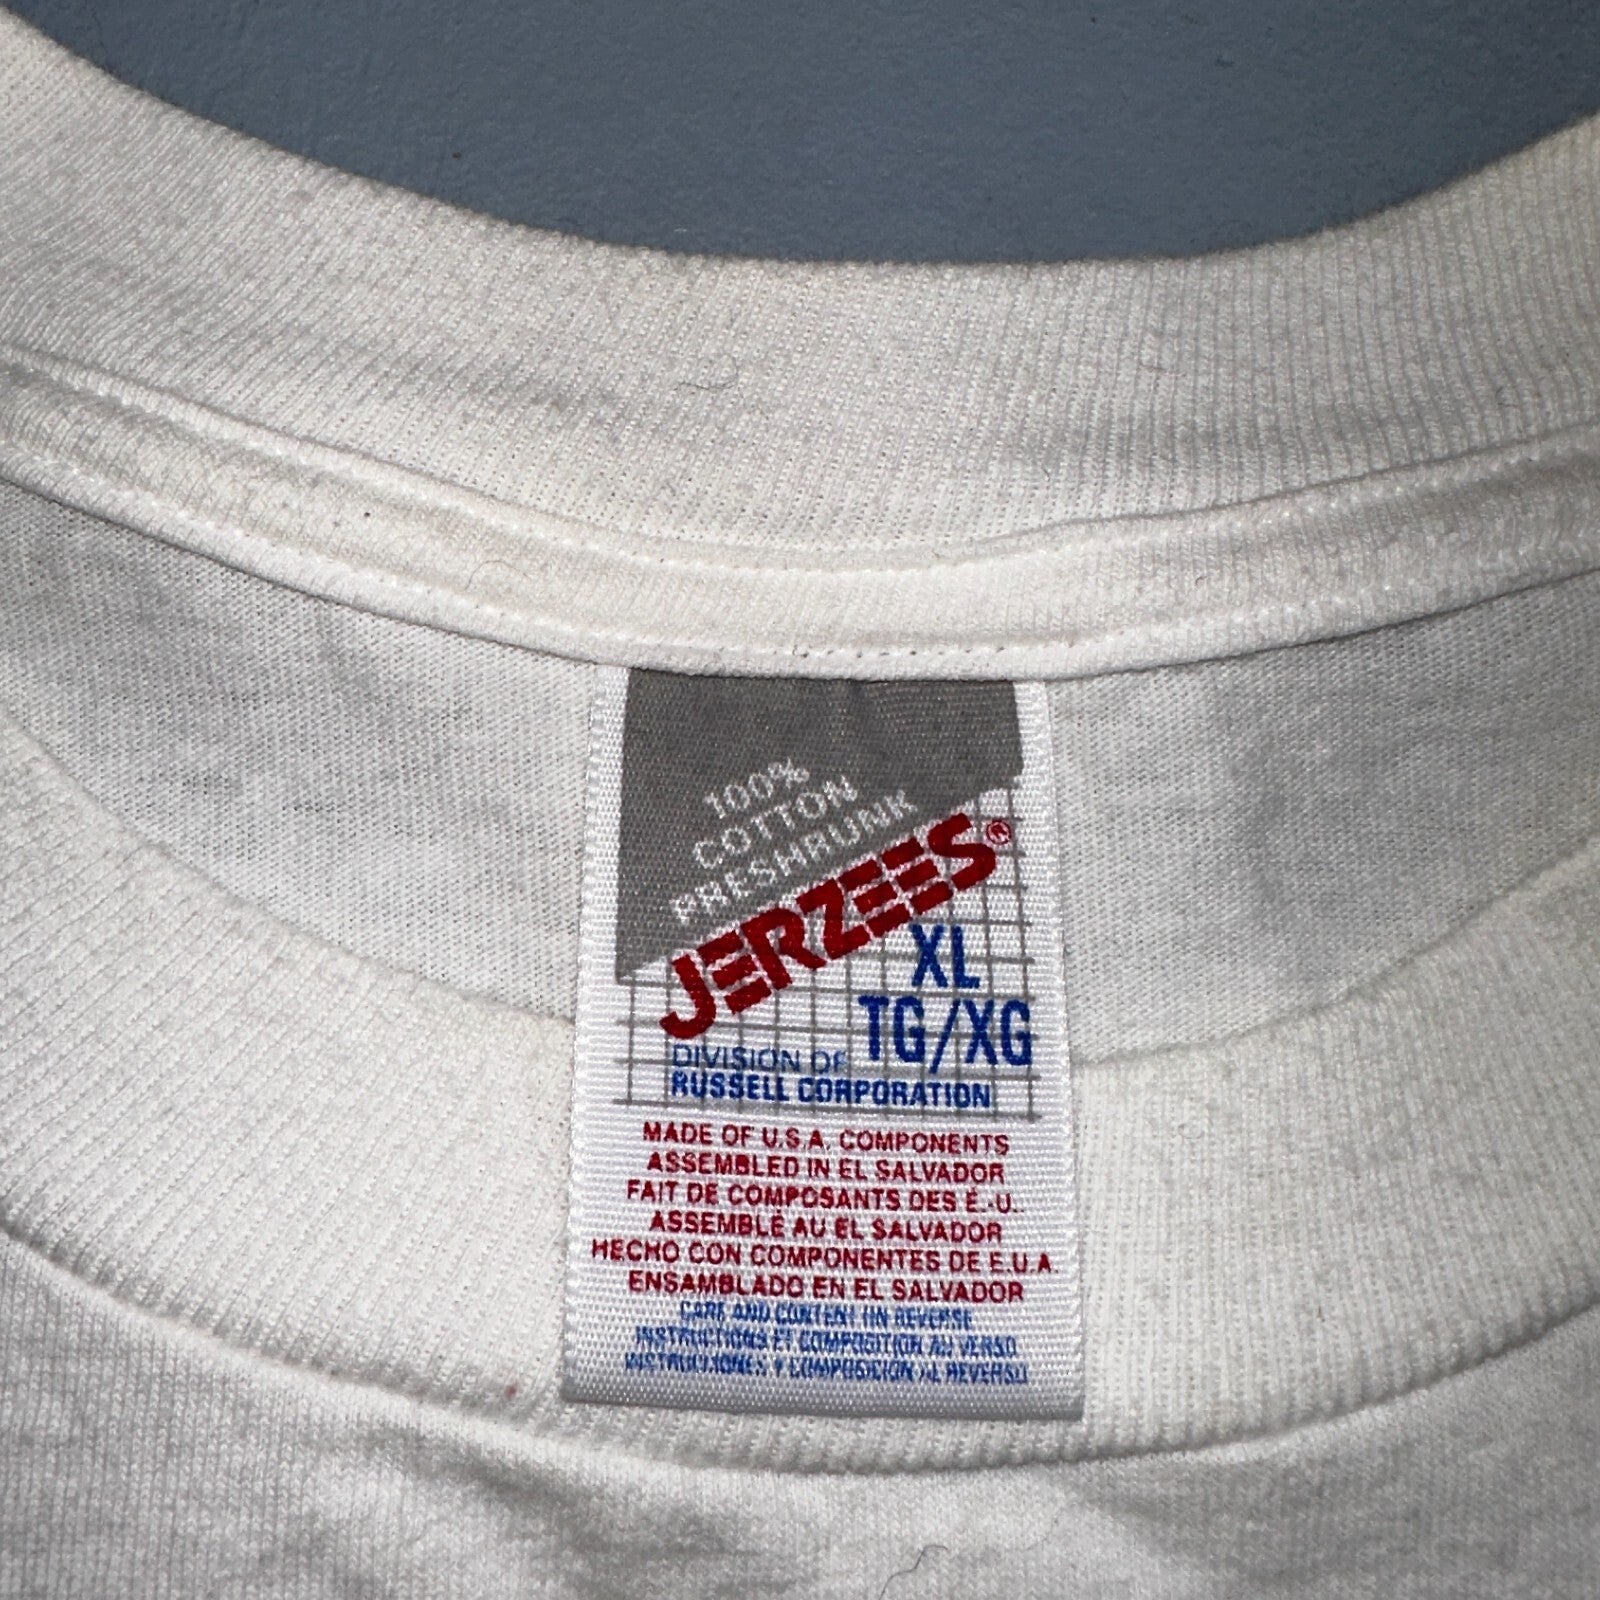 100%
COTTON
PRESHRUNK
JERZEES®
XL
TG/XG
DIVISION OF
RUSSELL CORPORATION
MADE OF U.S.A. COMPONENTS
ASSEMBLED IN EL SALVADOR
FAIT DE COMPOSANTS DES É.-U..
ASSEMBLÉ AU EL SALVADOR
HECHO CON COMPONENTES DE E.U.A.
ENSAMBLADO EN EL SALVADOR
CARE AND CONTENT ON REVERSE
INSTRUCTIONS ET COMPOSITION AU VERSO.
INSTRUCCIONES Y COMPOSICION AL REVERSO.